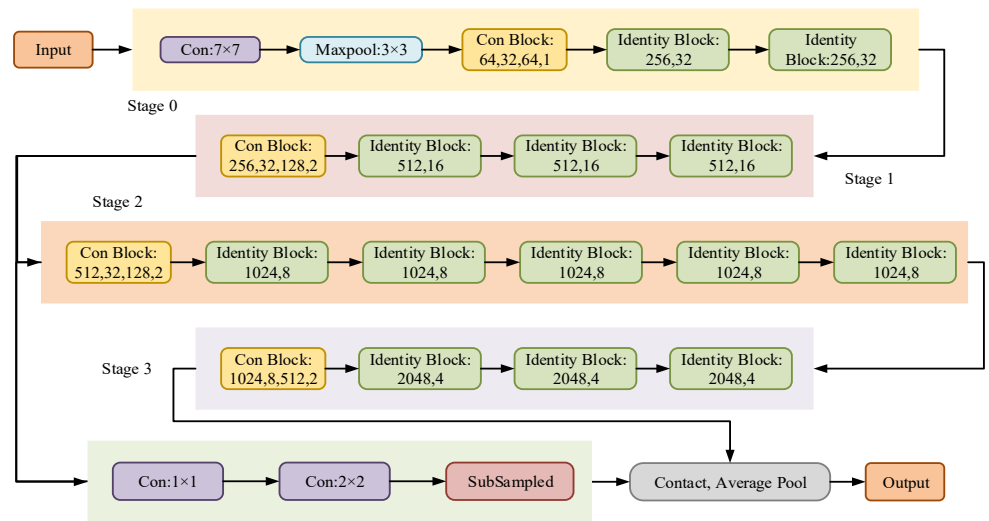 Input
Con:7×7
Maxpool:3×3
Con Block:
64,32,64,1
Identity Block:
256,32
Identity
Block:256,32
Stage 0
Con Block:
256,32,128,2
Identity Block:
512,16
Identity Block:
512,16
Identity Block:
512,16
Stage 1
Stage 2
Con Block:
512,32,128,2
Identity Block:
1024,8
Identity Block:
1024,8
Identity Block:
1024,8
Identity Block:
1024,8
Identity Block:
1024,8
Stage 3
Con Block:
1024,8,512,2
Identity Block:
2048,4
Identity Block:
2048,4
Identity Block:
2048,4
Con:1×1
Con:2×2
SubSampled
Contact, Average Pool
Output